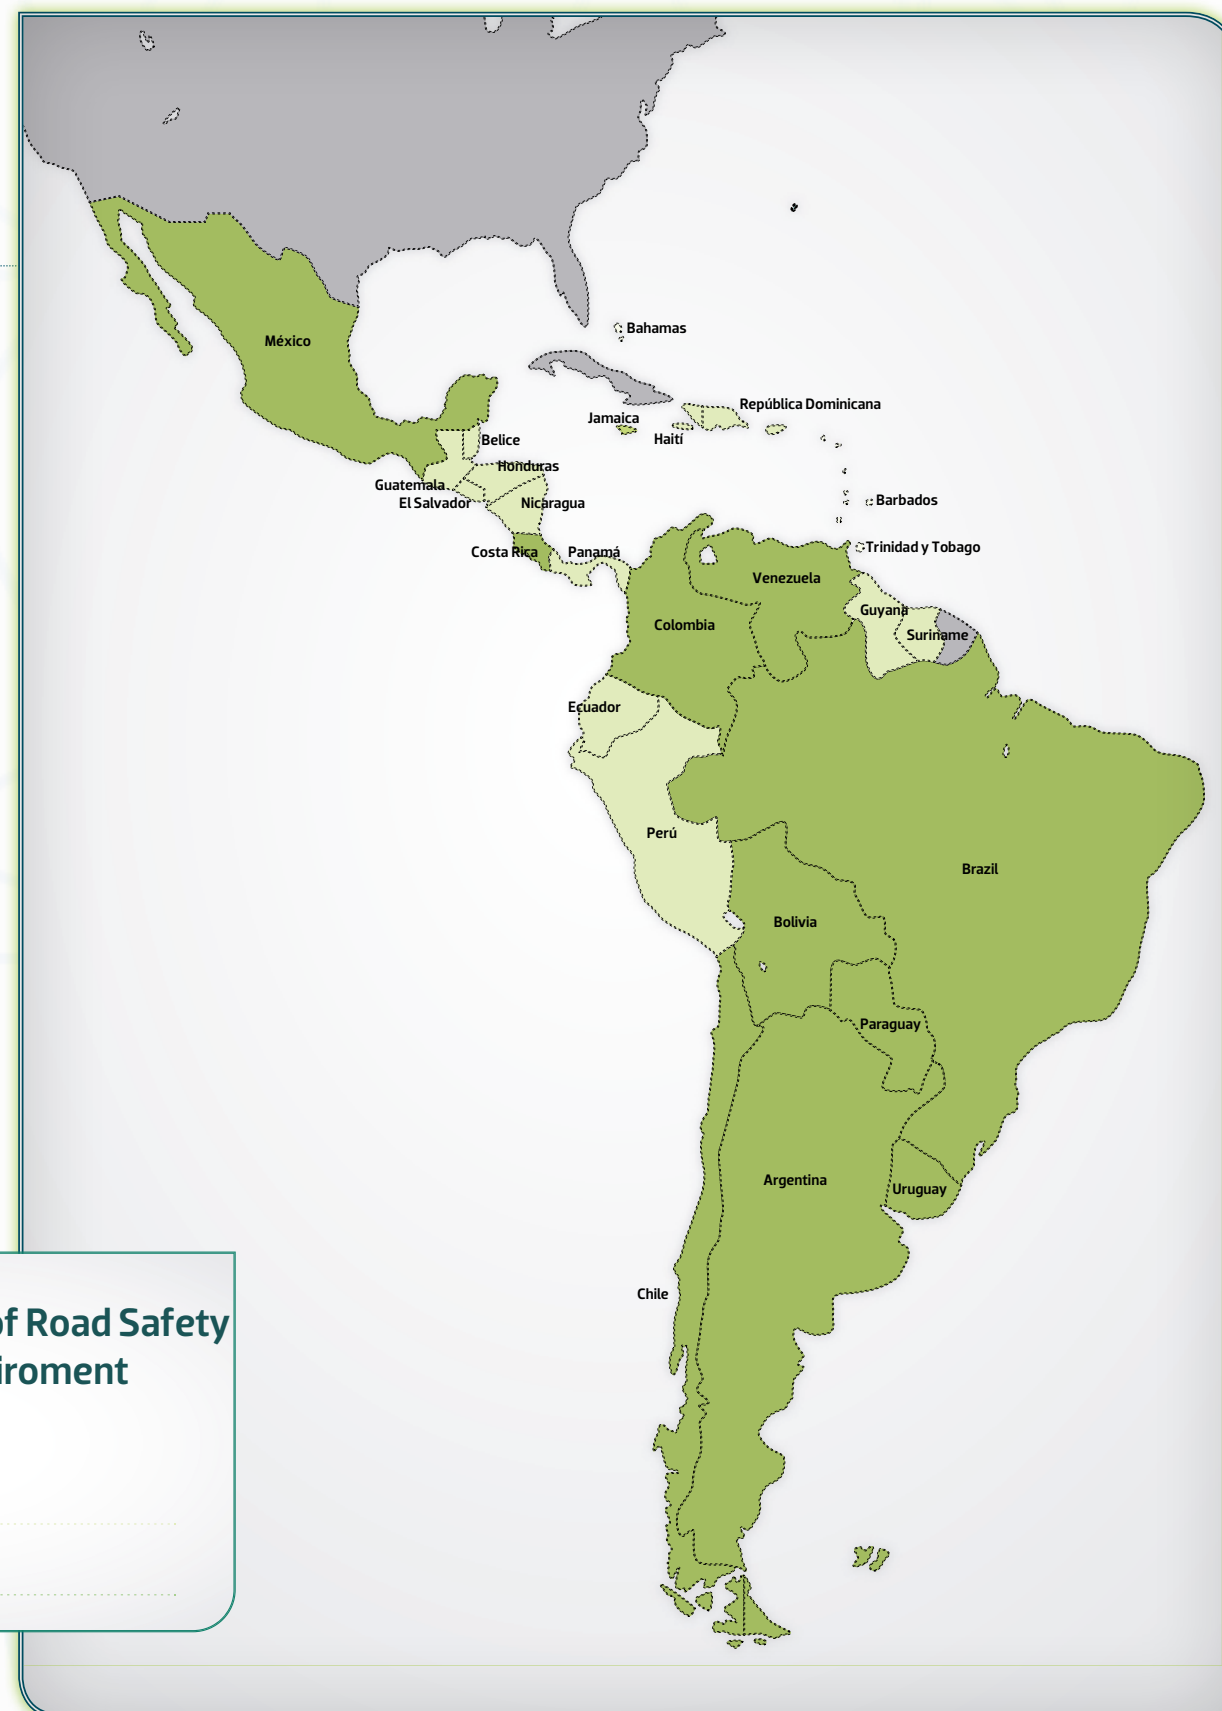 México
Bahamas
República Dominicana
Jamaica
Haití
Belice
Honduras
Guatemala
El Salvador
Nicaragua
Barbados
Costa Rica
Panamá
Trinidad y Tobago
Venezuela
Guyana
Colombia
Suriname
Ecuador
Perú
Brazil
Bolivia
Paraguay
Argentina
Uruguay
Chile
of Road Safety
iroment